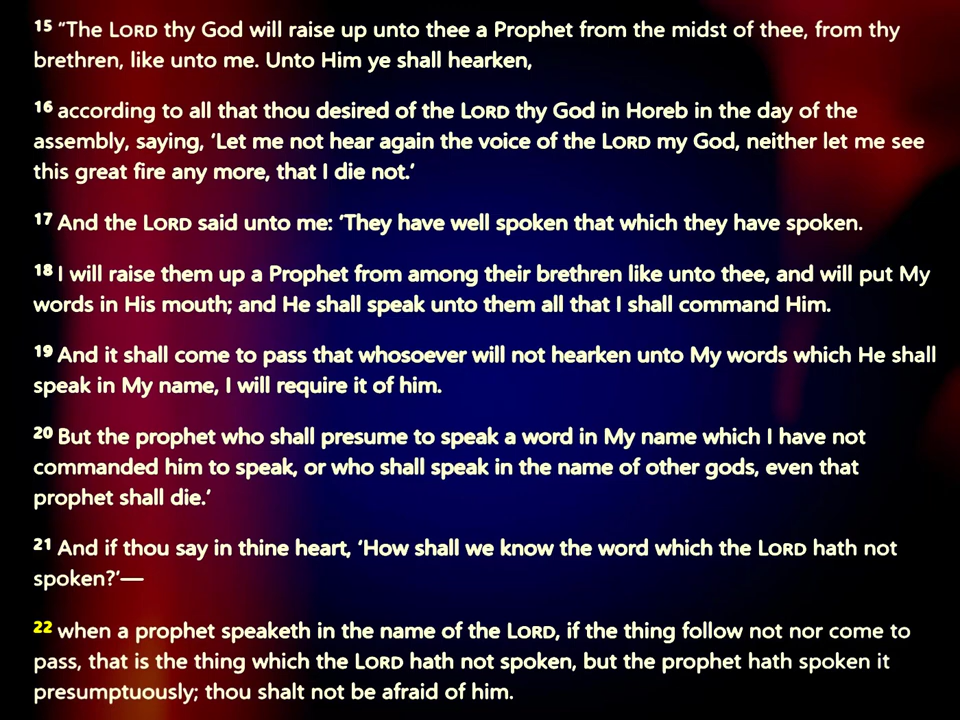 15 “The LORD thy God will raise up unto thee a Prophet from the midst of thee, from thy
brethren, like unto me. Unto Him ye shall hearken,
16 according to all that thou desired of the LORD thy God in Horeb in the day of the
assembly, saying, ‘Let me not hear again the voice of the LORD my God, neither let me see
this great fire any more, that I die not.’
17 And the LORD said unto me: ‘They have well spoken that which they have spoken.
18 I will raise them up a Prophet from among their brethren like unto thee, and will put My
words in His mouth; and He shall speak unto them all that I shall command Him.
19 And it shall come to pass that whosoever will not hearken unto My words which He shall
speak in My name, I will require it of him.
20 But the prophet who shall presume to speak a word in My name which I have not
commanded him to speak, or who shall speak in the name of other gods, even that
prophet shall die.’
21 And if thou say in thine heart, ‘How shall we know the word which the LORD hath not
spoken?’—
22 when a prophet speaketh in the name of the LORD, if the thing follow not nor come to
pass, that is the thing which the LORD hath not spoken, but the prophet hath spoken it
presumptuously; thou shalt not be afraid of him.